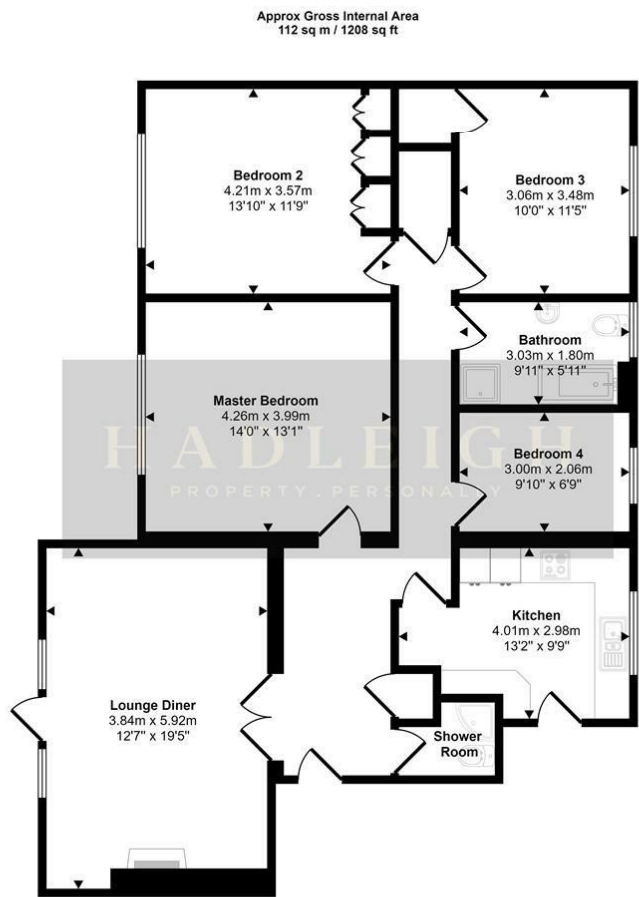 Approx Gross Internal Area
112 sq m / 1208 sq ft
Bedroom 2
4.21m x 3.57m
13'10" x 11'9"
Bedroom 3
3.06m x 3.48m
10'0" x 11'5"
Bathroom
3.03m x 1.80m
9'11" x 5'11"
Master Bedroom
4.26m x 3.99m
14'0" x 13'1"
HADLEIGH
PROPERTY. PERSONALLY
Bedroom 4
3.00m x 2.06m
9'10" x 6'9"
Kitchen
4.01m x 2.98m
13'2" x 9'9"
Lounge Diner
3.84m x 5.92m
12'7" x 19'5"
Shower
Room